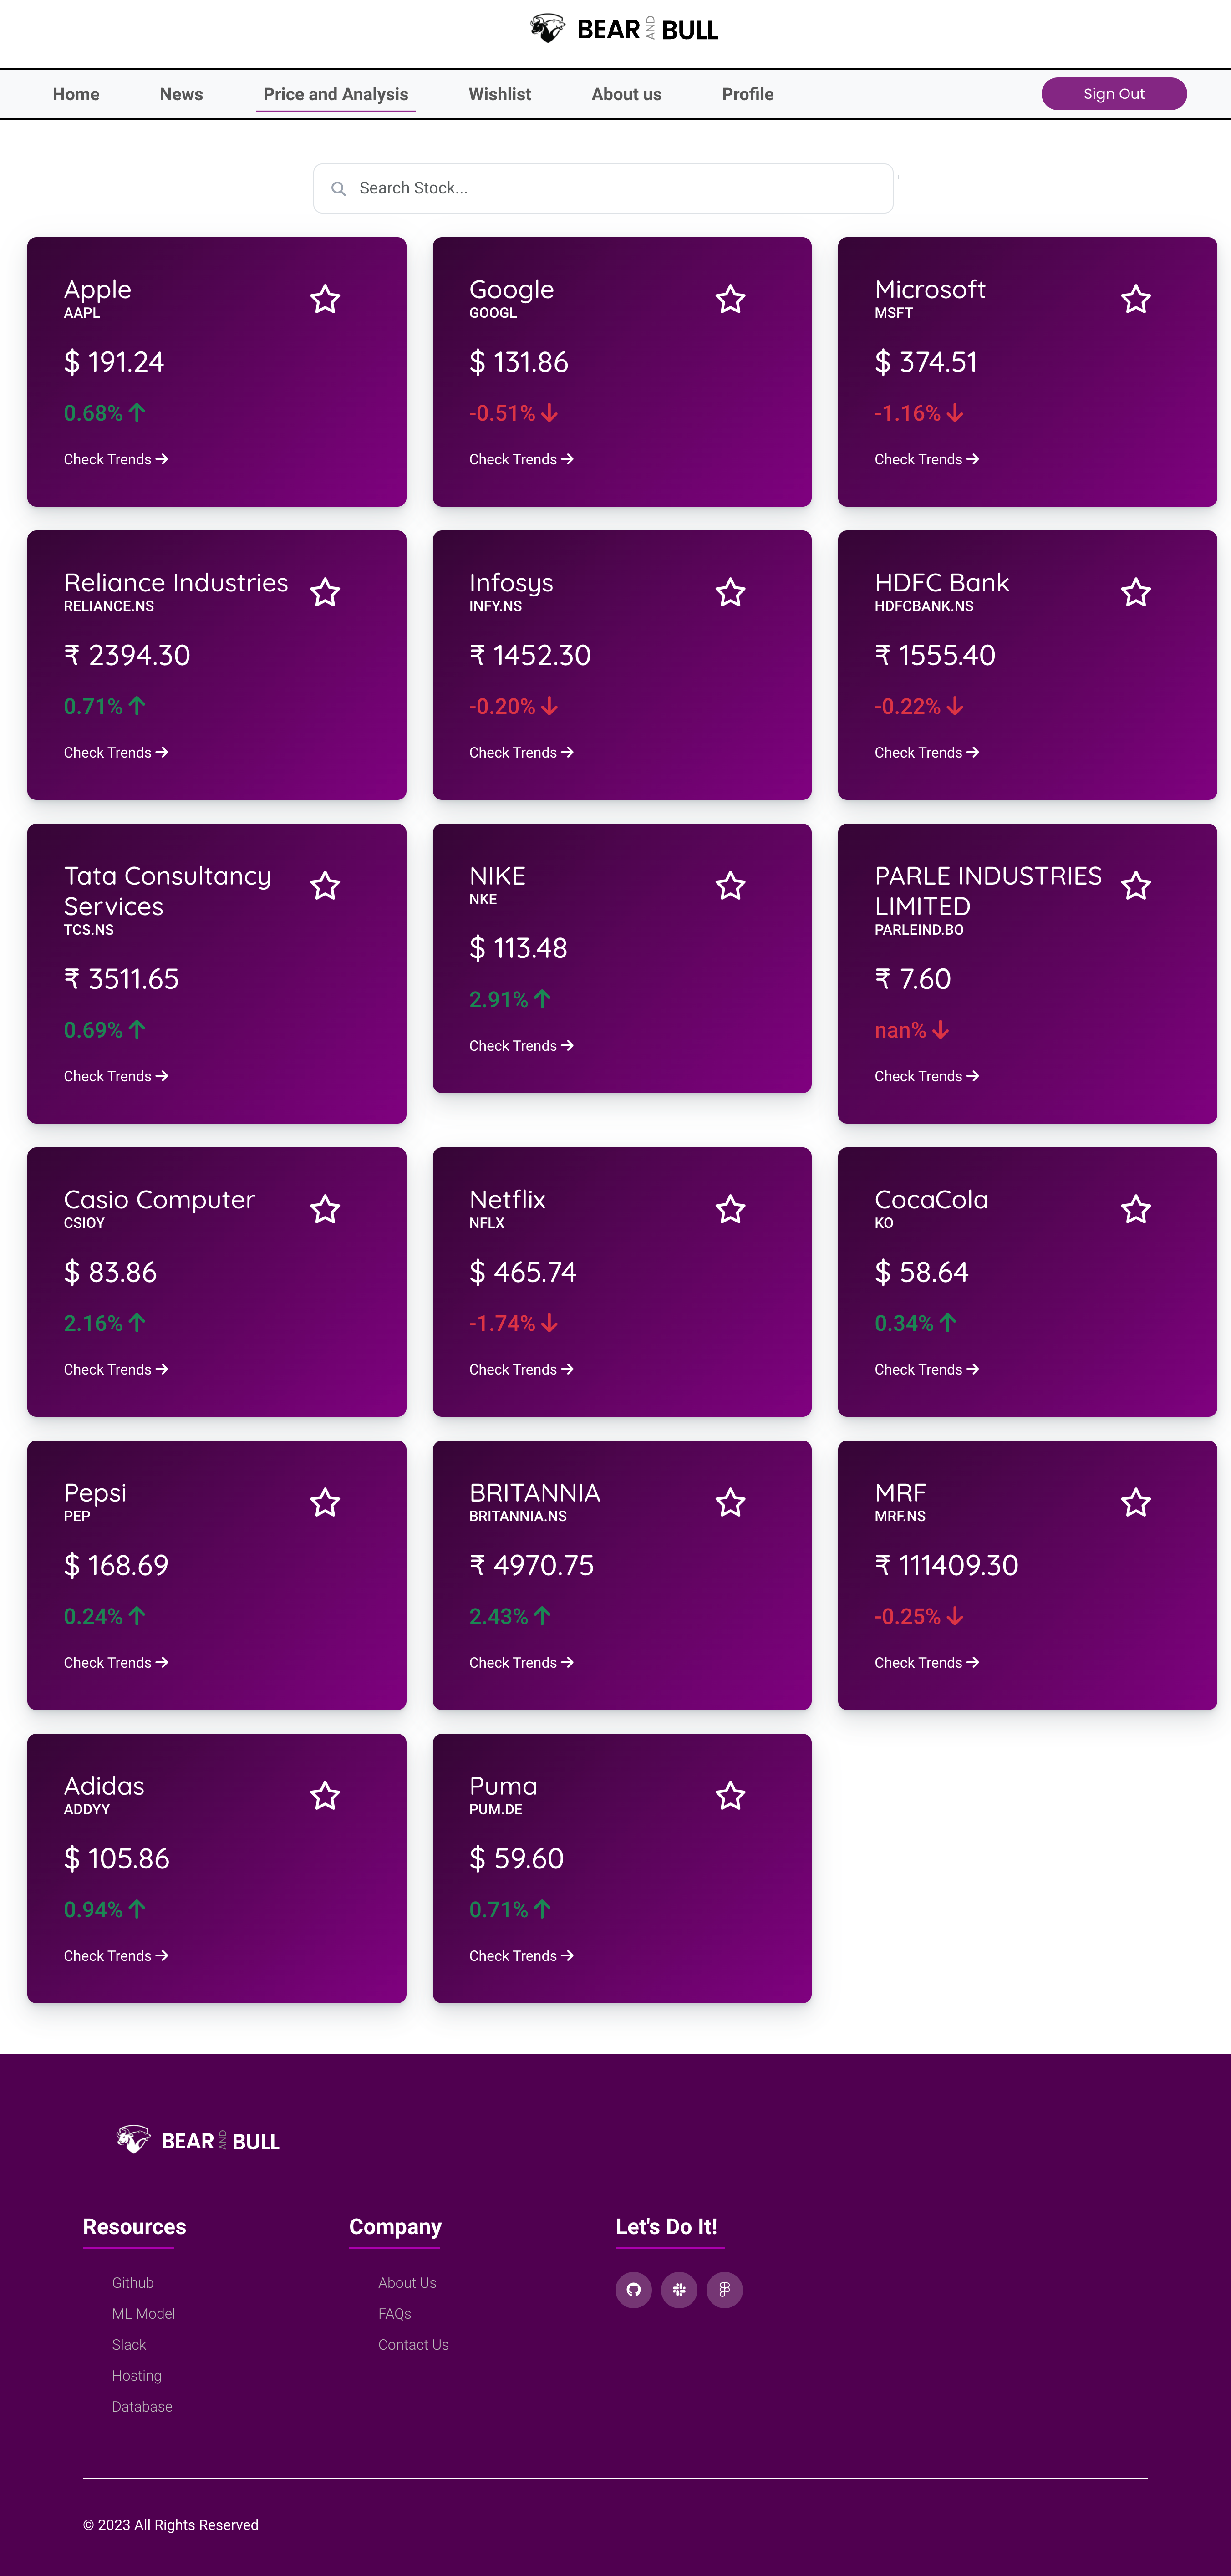 BEAR AND BULL
Home News Price and Analysis Wishlist About us Profile Sign Out
Search Stock...
Apple
AAPL
$ 191.24
0.68%
Check Trends
Google
GOOGL
$ 131.86
-0.51%
Check Trends
Microsoft
MSFT
$ 374.51
-1.16%
Check Trends
Reliance Industries
RELIANCE.NS
₹ 2394.30
0.71%
Check Trends
Infosys
INFY.NS
₹ 1452.30
-0.20%
Check Trends
HDFC Bank
HDFCBANK.NS
₹ 1555.40
-0.22%
Check Trends
Tata Consultancy
Services
TCS.NS
₹ 3511.65
0.69%
Check Trends
NIKE
NKE
$ 113.48
2.91%
Check Trends
PARLE INDUSTRIES
LIMITED
PARLEIND.BO
₹ 7.60
nan%
Check Trends
Casio Computer
CSIOY
$ 83.86
2.16%
Check Trends
Netflix
NFLX
$ 465.74
-1.74%
Check Trends
CocaCola
KO
$ 58.64
0.34%
Check Trends
Pepsi
PEP
$ 168.69
0.24%
Check Trends
BRITANNIA
BRITANNIA.NS
₹ 4970.75
2.43%
Check Trends
MRF
MRF.NS
₹ 111409.30
-0.25%
Check Trends
Adidas
ADDYY
$ 105.86
0.94%
Check Trends
Puma
PUM.DE
$ 59.60
0.71%
Check Trends
BEAR AND BULL
Resources
Github
ML Model
Slack
Hosting
Database
Company
About Us
FAQs
Contact Us
Let's Do It!
© 2023 All Rights Reserved